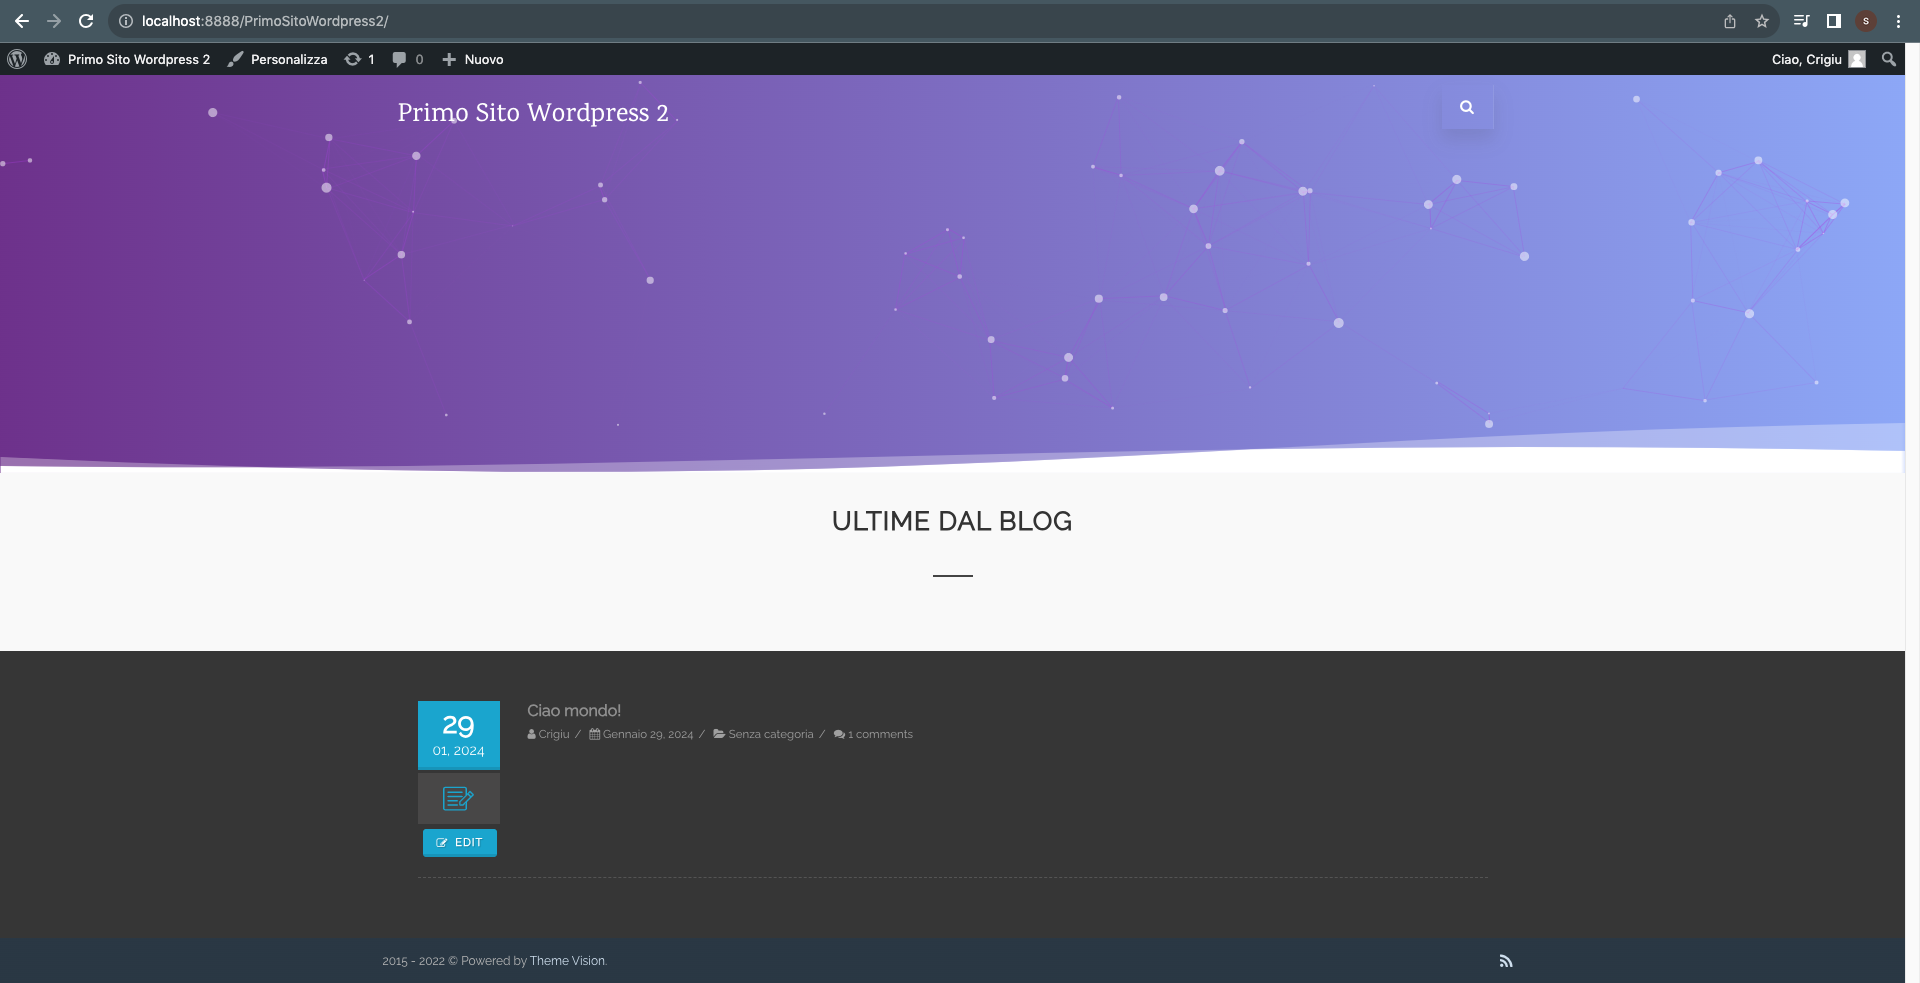 localhost:8888/PrimoSitoWordpress2/
S
Primo Sito Wordpress 2 Personalizza 1 0 Nuovo Ciao, Crigiu
Primo Sito Wordpress 2 .
ULTIME DAL BLOG
29
01, 2024
EDIT
Ciao mondo!
Crigiu / Gennaio 29, 2024 / Senza categoria / 1 comments
2015 - 2022 © Powered by Theme Vision.